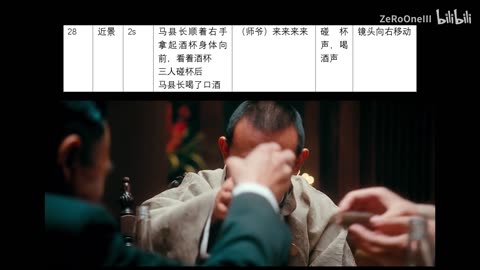 ZeRoOneIII bilibili
28 近景 2s 马县长顺着右手 (师爷) 来来来来 碰杯 镜头向右移动
拿起酒杯身体向 声, 喝
前, 看着酒杯 酒声
三人碰杯后
马县长喝了口酒